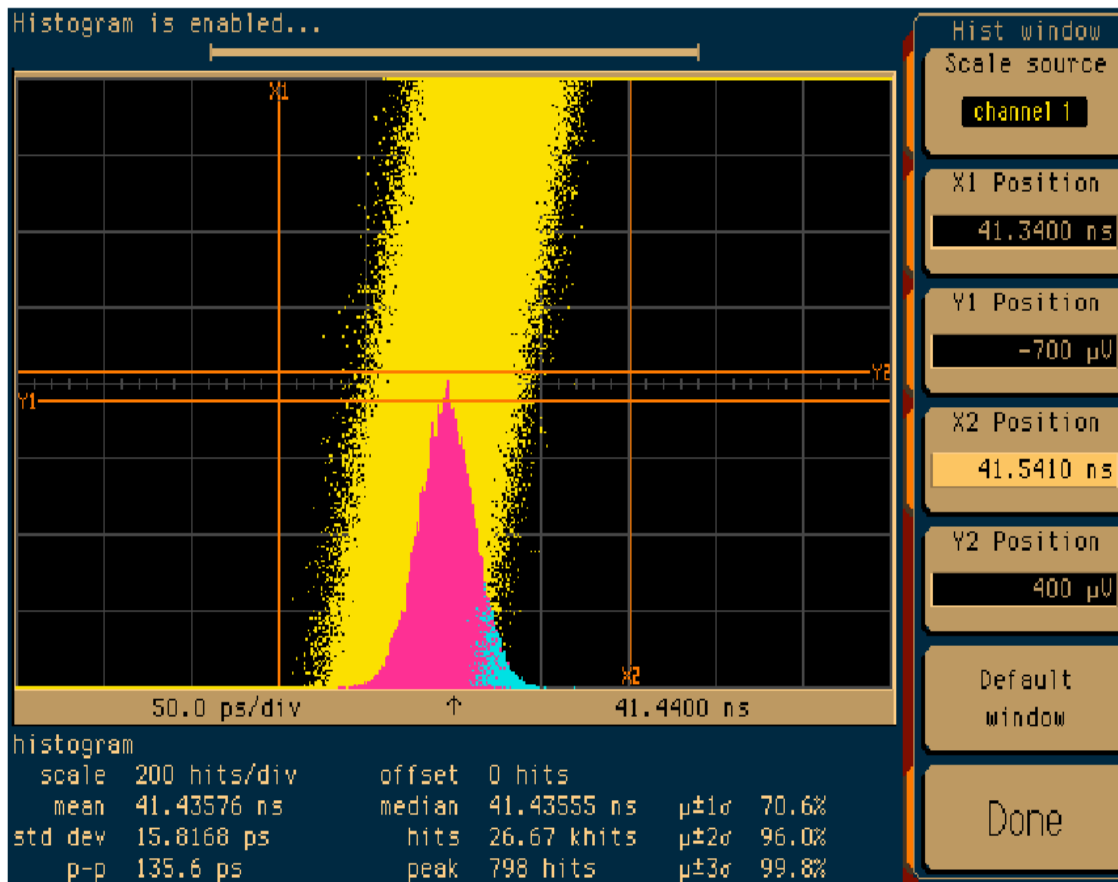 Histogram is enabled...
X1
Y2
Y1
X2
50.0 ps/div ↑ 41.4400 ns
histogram
scale 200 hits/div offset 0 hits
mean 41.43576 ns median 41.43555 ns µ±1σ 70.6%
std dev 15.8168 ps hits 26.67 khits µ±2σ 96.0%
p-p 135.6 ps peak 798 hits µ±3σ 99.8%
Hist window
Scale source
channel 1
X1 Position
41.3400 ns
Y1 Position
-700 µV
X2 Position
41.5410 ns
Y2 Position
400 µV
Default
window
Done